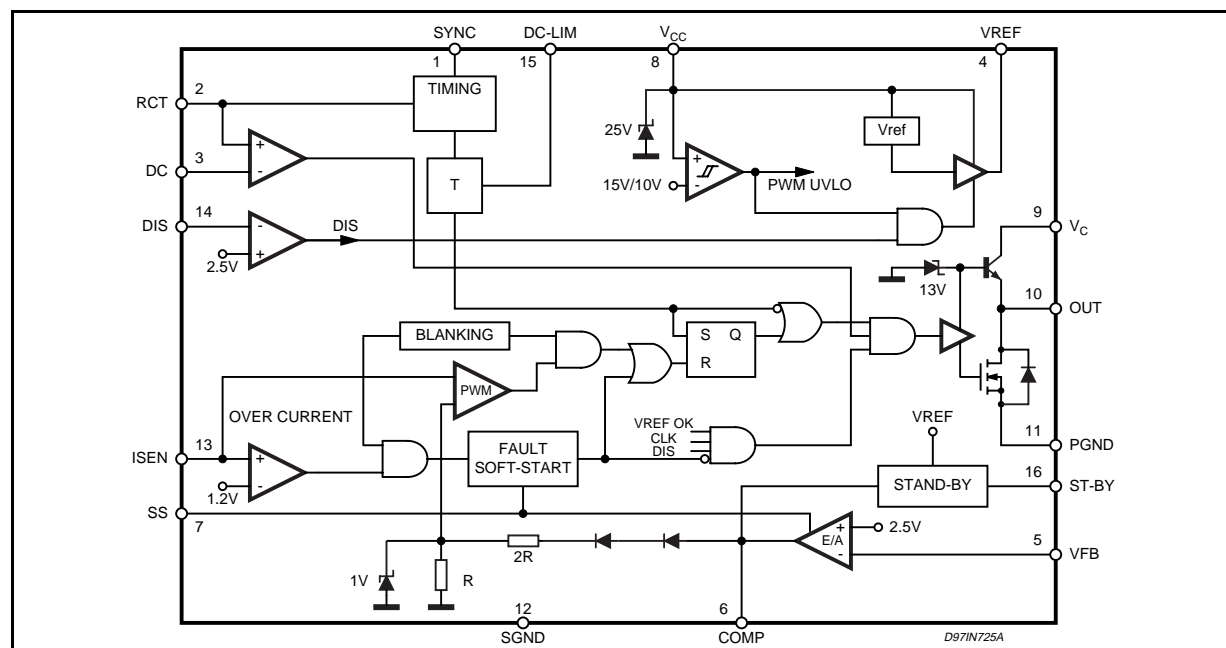 SYNC DC-LIM VCC VREF
1 15 8 4
RCT 2 TIMING
25V Vref
DC 3 + -
T
+ -
15V/10V PWM UVLO
DIS 14 - DIS 9 VC
2.5V +
13V
10 OUT
BLANKING S Q
R
PWM
OVER CURRENT VREF OK VREF
CLK 11 PGND
ISEN 13 + FAULT DIS
SOFT-START STAND-BY 16 ST-BY
1.2V -
SS 7
+ 2.5V
E/A
2R - 5 VFB
1V R
12 6
SGND COMP D97IN725A